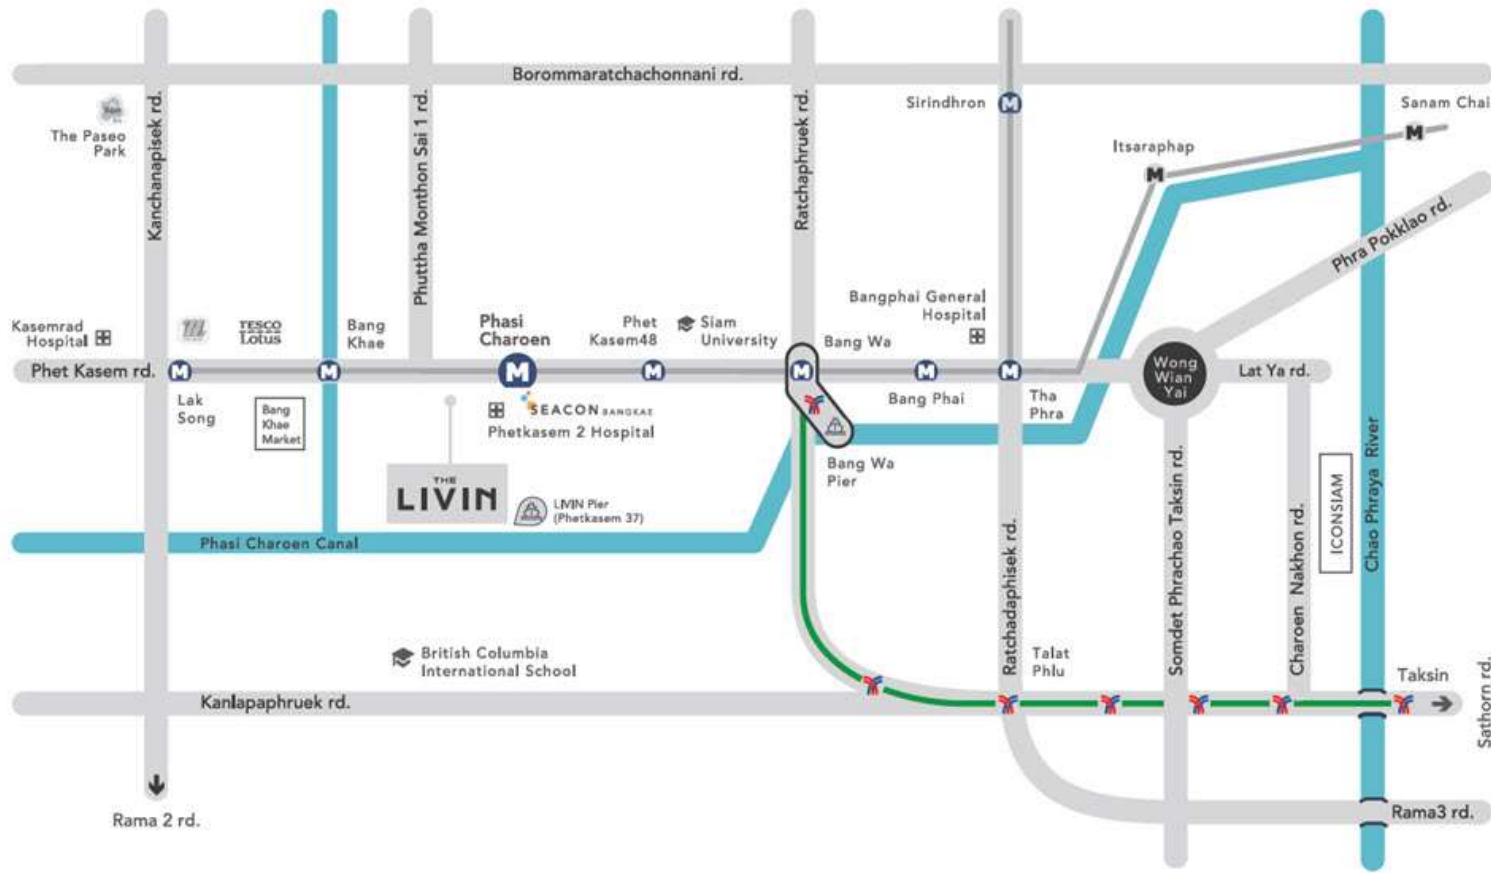 Borommaratchachonnani rd.
Kanchanapisek rd.
Phuttha Monthon Sai 1 rd.
Ratchaphruek rd.
The Paseo
Park
Sirindhron
M
Sanam Chai
M
Itsaraphap
M
Phra Pokklao rd.
Kasemrad
Hospital
TESCO
Lotus
Bang
Khae
Phasi
Charoen
Phet
Kasem48
Siam
University
Bang Wa
Bangphai General
Hospital
Phet Kasem rd.
M
M
M
M
M
M
M
Wong
Wian
Yai
Lat Ya rd.
Lak
Song
Bang
Khae
Market
SEACON BANGKAE
Phetkasem 2 Hospital
Bang Phai
Tha
Phra
Bang Wa
Pier
THE
LIVIN
LIVIN Pier
(Phetkasem 37)
Phasi Charoen Canal
Ratchadaphisek rd.
Somdet Phrachao Taksin rd.
Charoen Nakhon rd.
ICONSIAM
Chao Phraya River
British Columbia
International School
Talat
Phlu
Taksin
Sathorn rd.
Kanlapaphruek rd.
Rama 2 rd.
Rama3 rd.